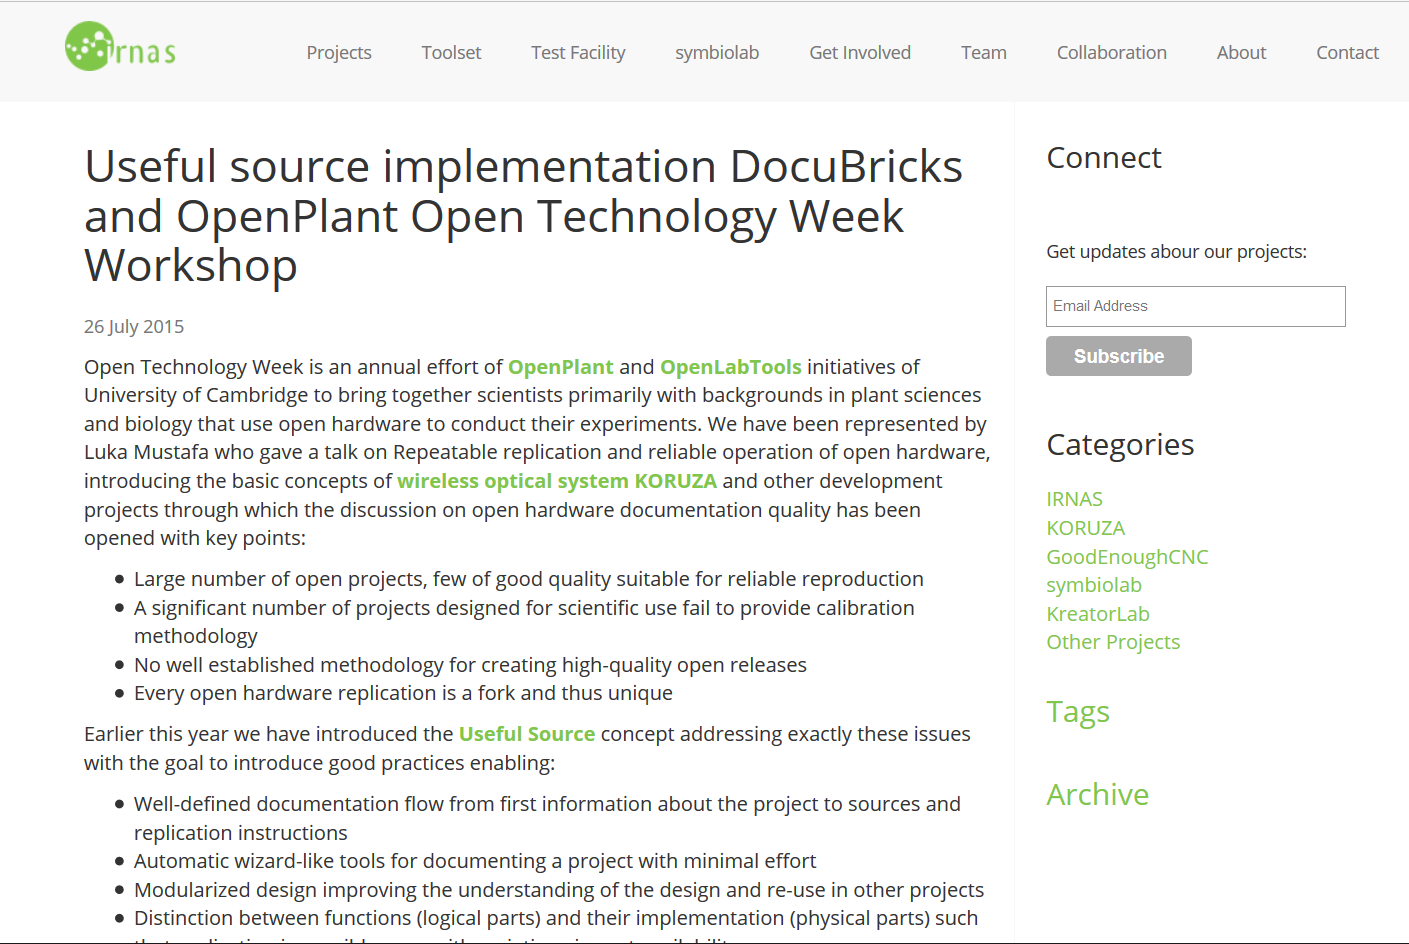 irnas
Projects
Toolset
Test Facility
symbiolab
Get Involved
Team
Collaboration
About
Contact
Useful source implementation DocuBricks
and OpenPlant Open Technology Week
Workshop
26 July 2015
Open Technology Week is an annual effort of OpenPlant and OpenLabTools initiatives of
University of Cambridge to bring together scientists primarily with backgrounds in plant sciences
and biology that use open hardware to conduct their experiments. We have been represented by
Luka Mustafa who gave a talk on Repeatable replication and reliable operation of open hardware,
introducing the basic concepts of wireless optical system KORUZA and other development
projects through which the discussion on open hardware documentation quality has been
opened with key points:
Large number of open projects, few of good quality suitable for reliable reproduction
A significant number of projects designed for scientific use fail to provide calibration
methodology
No well established methodology for creating high-quality open releases
Every open hardware replication is a fork and thus unique
Earlier this year we have introduced the Useful Source concept addressing exactly these issues
with the goal to introduce good practices enabling:
Well-defined documentation flow from first information about the project to sources and
replication instructions
Automatic wizard-like tools for documenting a project with minimal effort
Modularized design improving the understanding of the design and re-use in other projects
Distinction between functions (logical parts) and their implementation (physical parts) such
Connect
Get updates abour our projects:
Email Address
Subscribe
Categories
IRNAS
KORUZA
GoodEnoughCNC
symbiolab
KreatorLab
Other Projects
Tags
Archive